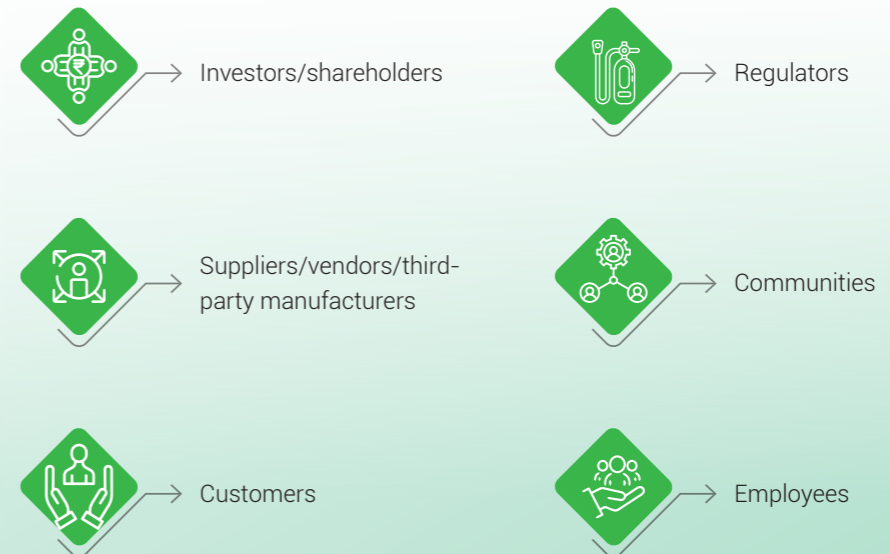 Investors/shareholders
Regulators
Suppliers/vendors/third-
party manufacturers
Communities
Customers
Employees